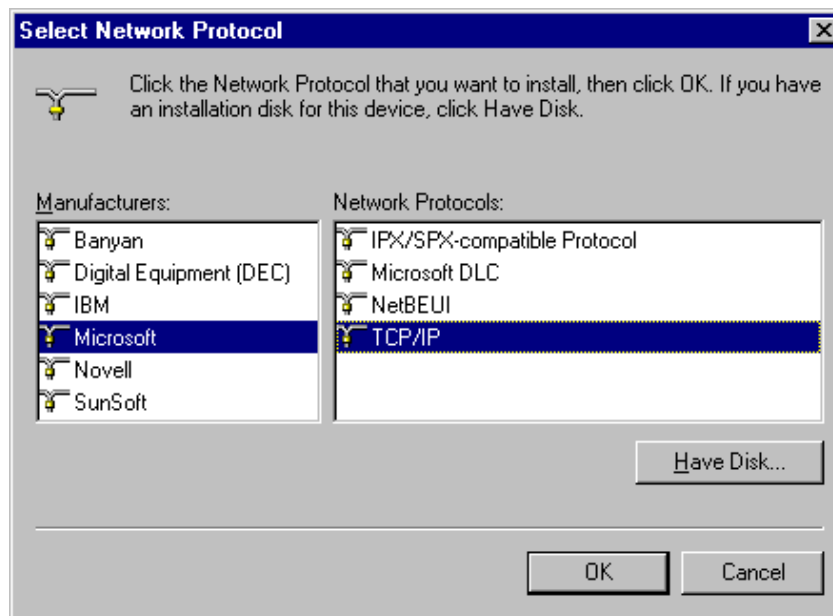 Select Network Protocol
Click the Network Protocol that you want to install, then click OK. If you have
an installation disk for this device, click Have Disk.
Manufacturers:
Banyan
Digital Equipment (DEC)
IBM
Microsoft
Novell
SunSoft
Network Protocols:
IPX/SPX-compatible Protocol
Microsoft DLC
NetBEUI
TCP/IP
Have Disk...
OK
Cancel